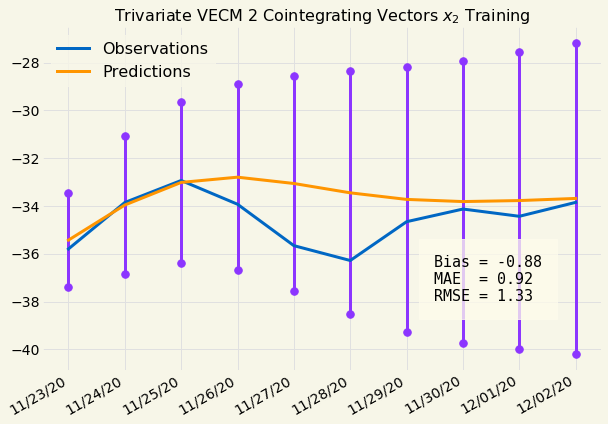 Trivariate VECM 2 Cointegrating Vectors x₂ Training
Observations
Predictions
−28
−30
−32
−34
−36
−38
−40
Bias = -0.88
MAE  = 0.92
RMSE = 1.33
11/23/20
11/24/20
11/25/20
11/26/20
11/27/20
11/28/20
11/29/20
11/30/20
12/01/20
12/02/20